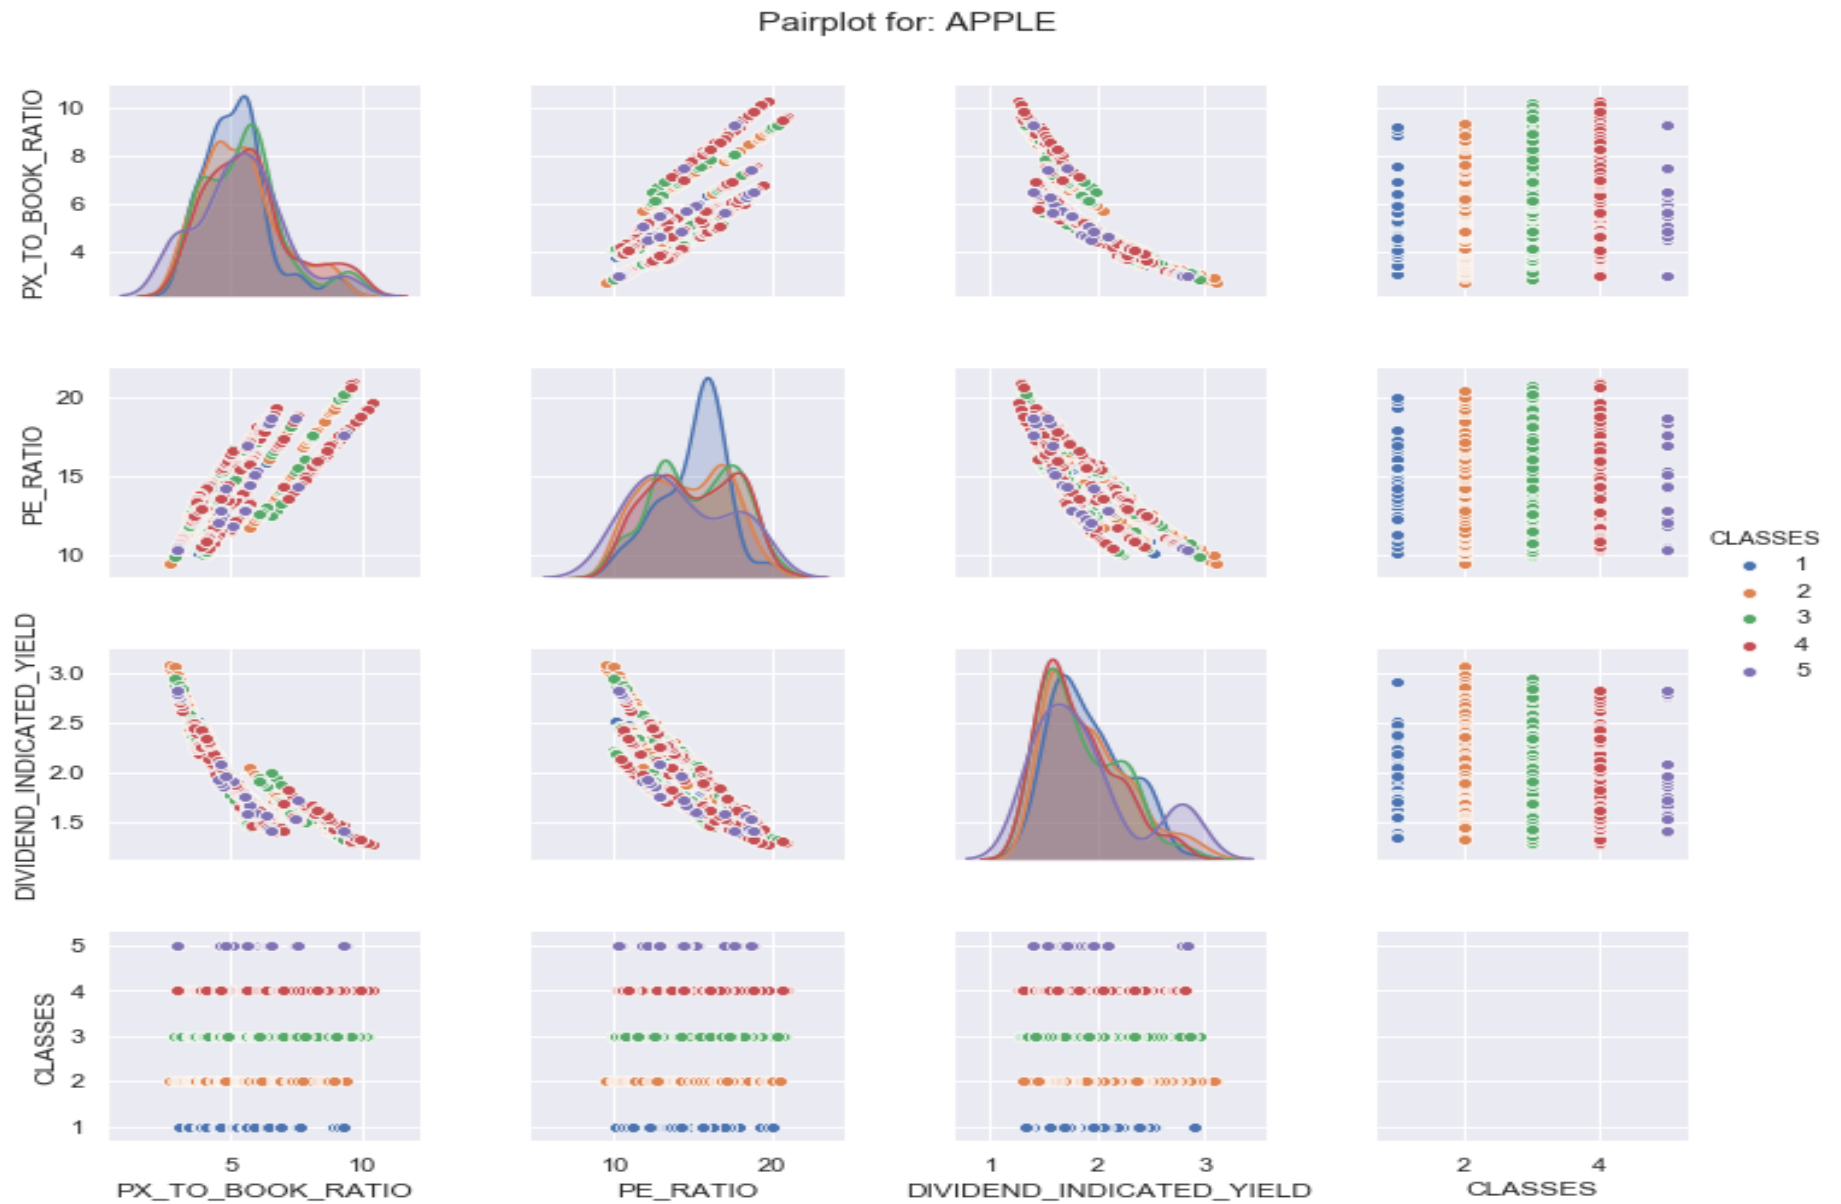 Pairplot for: APPLE
PX_TO_BOOK_RATIO
10
8
6
4
PE_RATIO
20
15
10
CLASSES
1
2
3
4
5
DIVIDEND_INDICATED_YIELD
3.0
2.5
2.0
1.5
CLASSES
5
4
3
2
1
5 10
10 20
1 2 3
2 4
PX_TO_BOOK_RATIO
PE_RATIO
DIVIDEND_INDICATED_YIELD
CLASSES